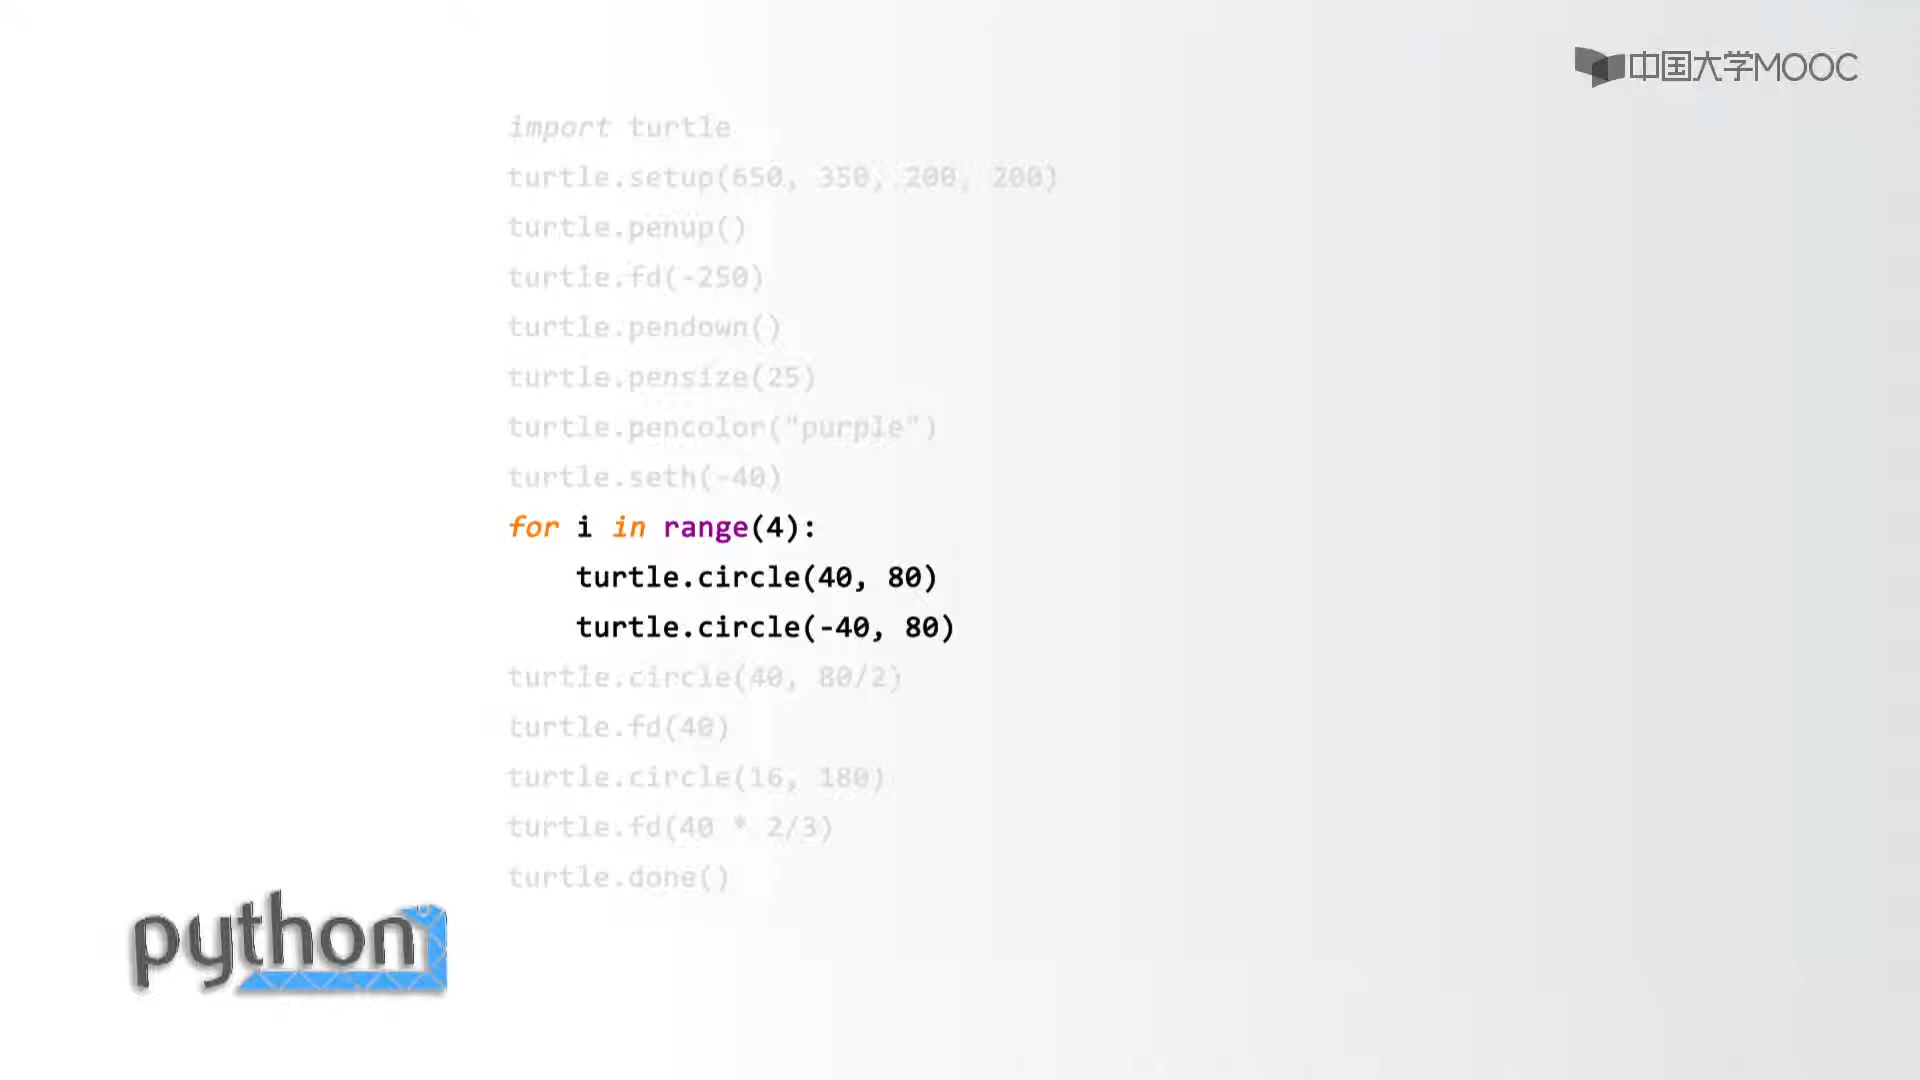 中国大学MOOC
import turtle
turtle.setup(650, 350, 200, 200)
turtle.penup()
turtle.fd(-250)
turtle.pendown()
turtle.pensize(25)
turtle.pencolor("purple")
turtle.seth(-40)
for i in range(4):
    turtle.circle(40, 80)
    turtle.circle(-40, 80)
turtle.circle(40, 80/2)
turtle.fd(40)
turtle.circle(16, 180)
turtle.fd(40 * 2/3)
turtle.done()
python